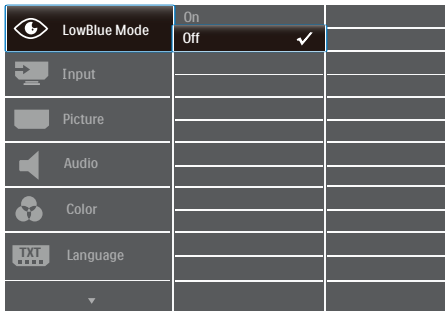 LowBlue Mode
On
Off
Input
Picture
Audio
Color
TXT
Language